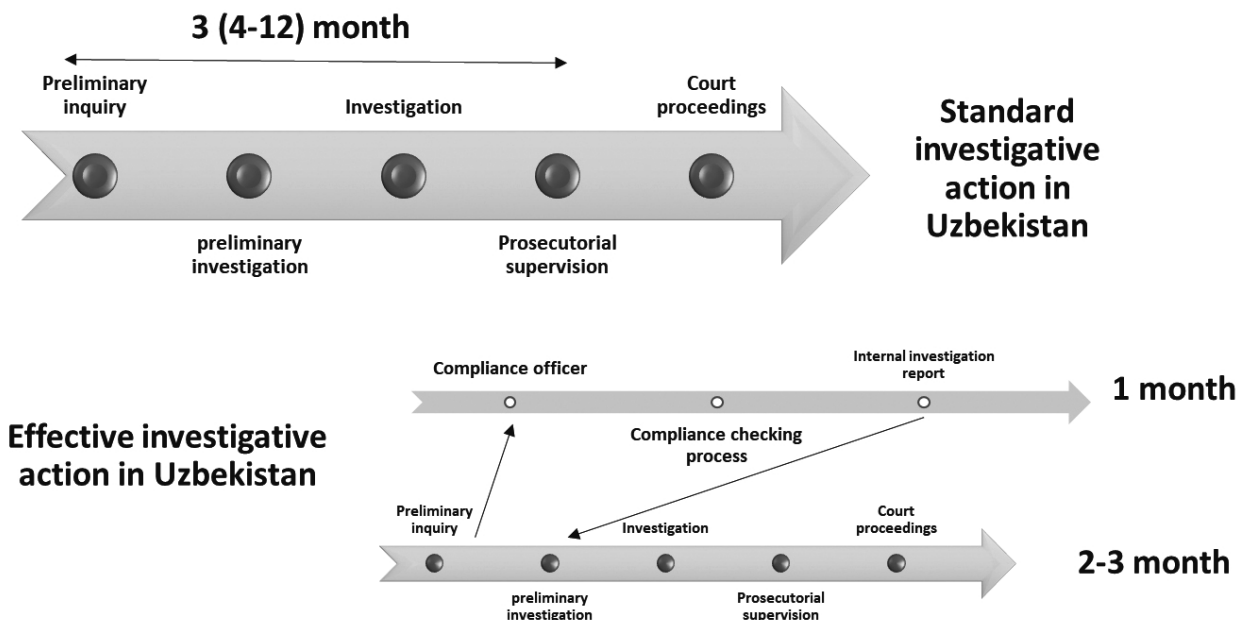 3 (4-12) month
Preliminary
inquiry
Investigation
Court
proceedings
preliminary
investigation
Prosecutorial
supervision
Standard
investigative
action in
Uzbekistan
Effective investigative
action in Uzbekistan
Compliance officer
Compliance checking
process
Internal investigation
report
1 month
Preliminary
inquiry
Investigation
Court
proceedings
preliminary
investigation
Prosecutorial
supervision
2-3 month